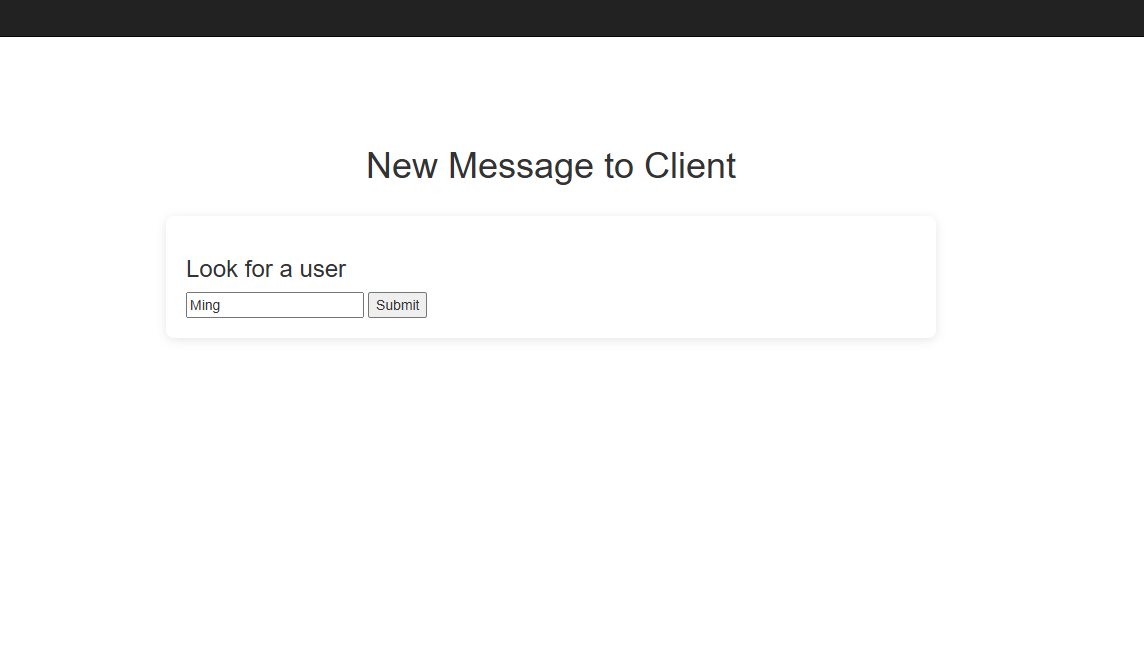 New Message to Client
Look for a user
Ming Submit